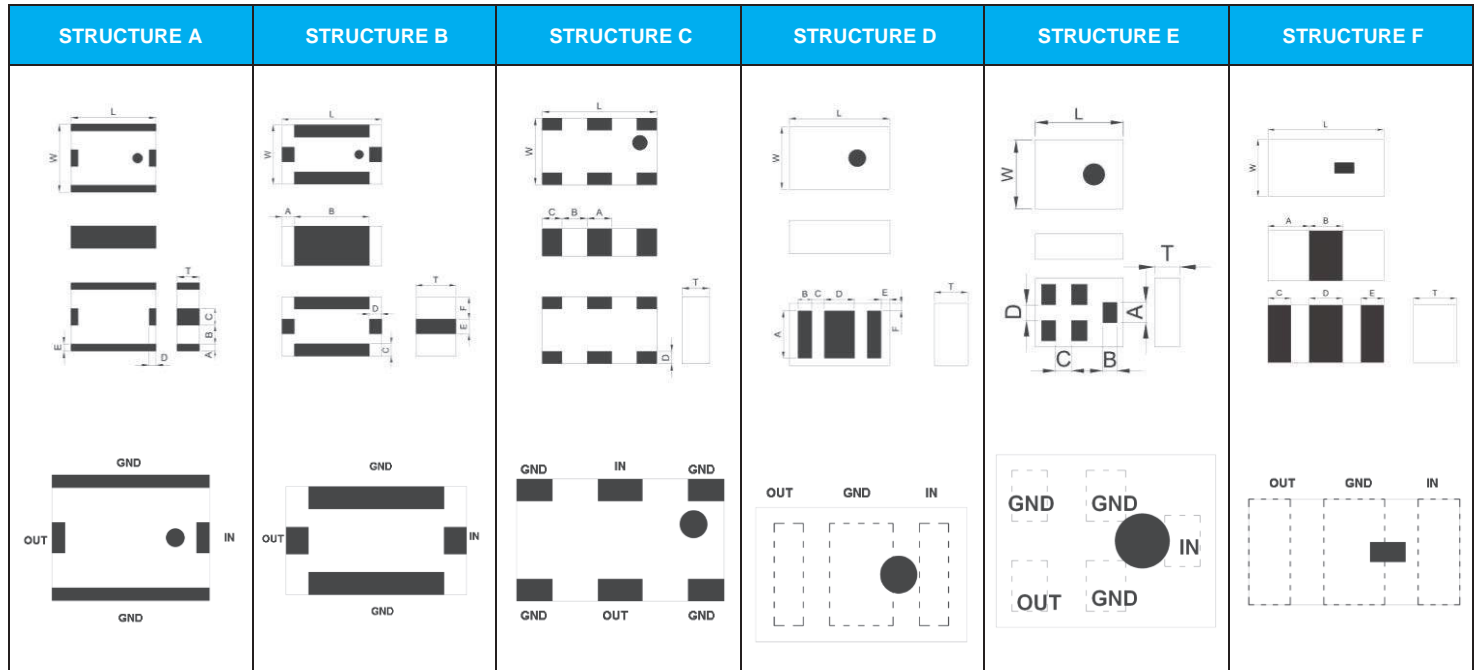 STRUCTURE A
STRUCTURE B
STRUCTURE C
STRUCTURE D
STRUCTURE E
STRUCTURE F
L
W
T
C
B
A
E
D
GND
OUT
IN
GND
L
W
A
B
T
D
F
E
C
GND
OUT
IN
GND
L
W
C
B
A
T
D
GND
IN
GND
GND
OUT
GND
L
W
B
C
D
E
T
A
F
OUT
GND
IN
L
W
T
D
A
C
B
GND
GND
IN
OUT
GND
L
W
A
B
C
D
E
T
OUT
GND
IN